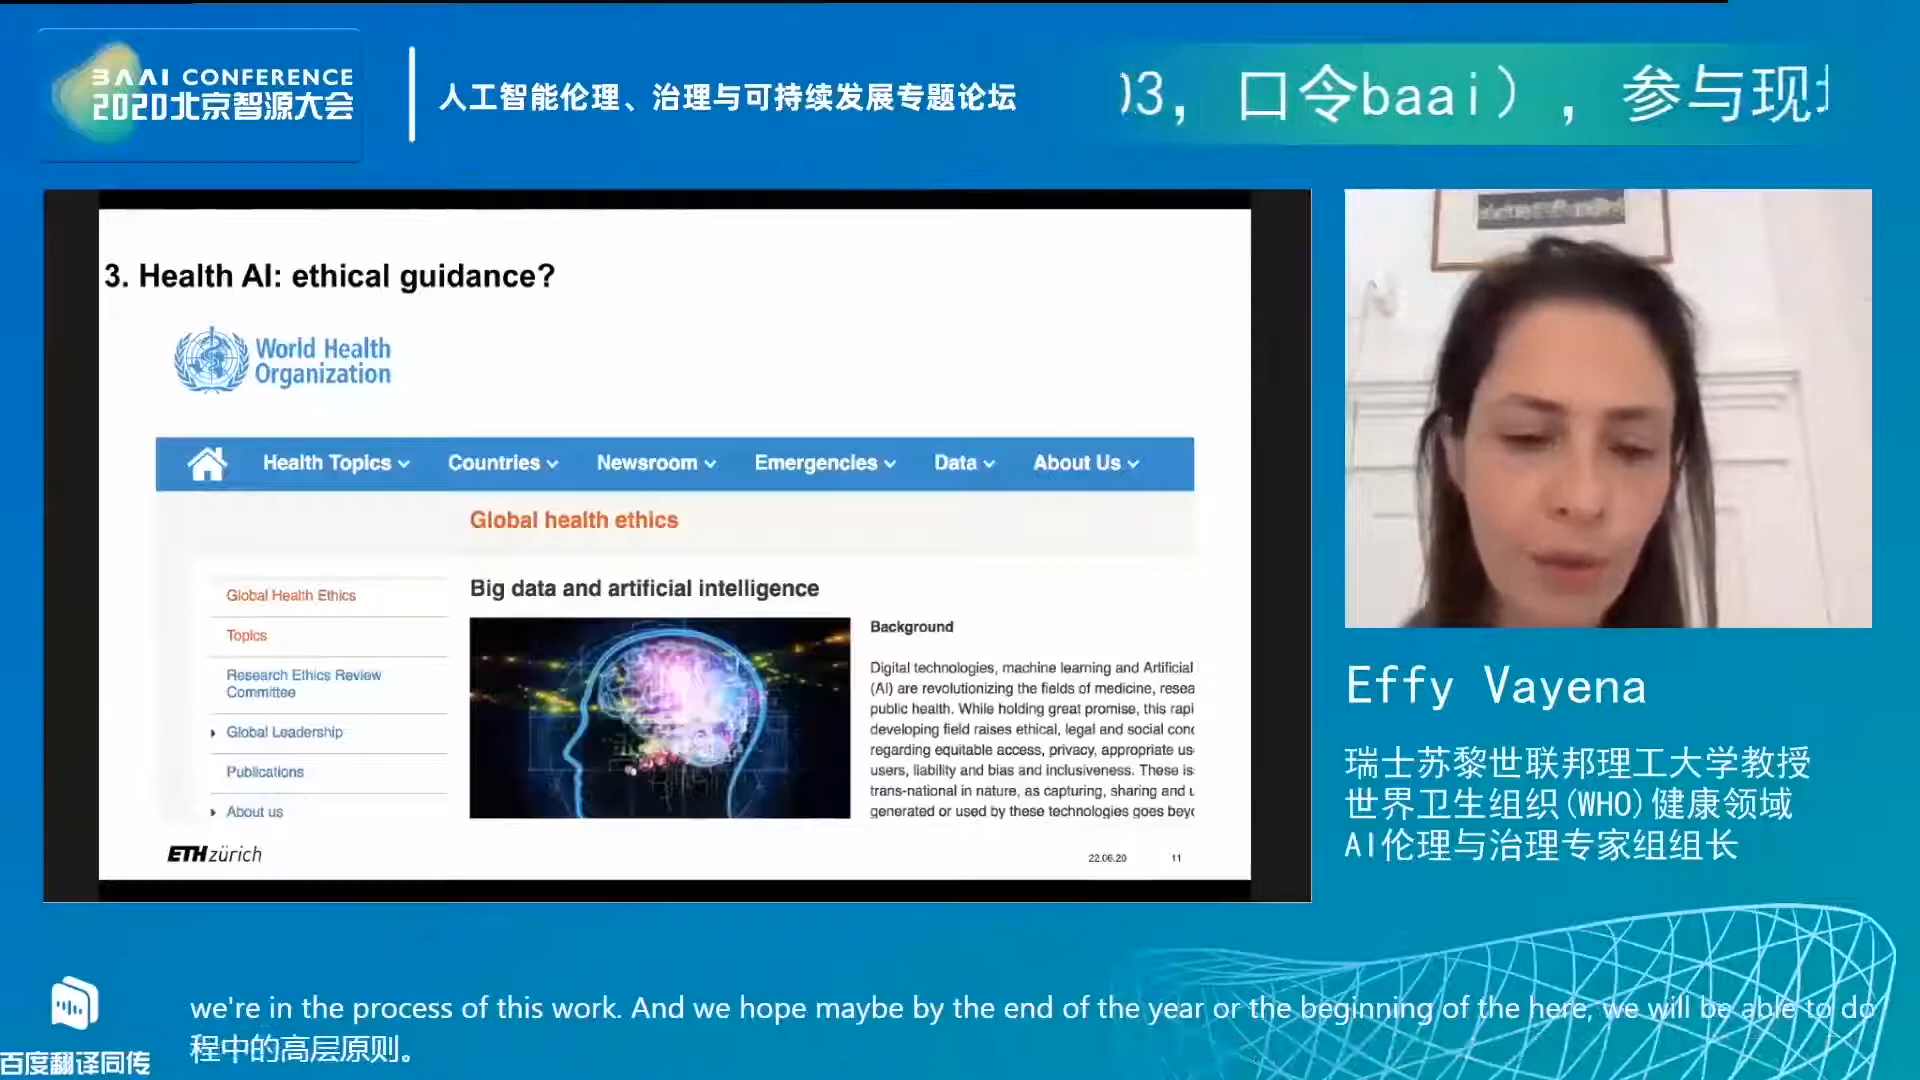 BAAI CONFERENCE
2020北京智源大会
人工智能伦理、治理与可持续发展专题论坛
03，口令baai），参与现
3. Health AI: ethical guidance?
World Health
Organization
Health Topics
Countries
Newsroom
Emergencies
Data
About Us
Global health ethics
Global Health Ethics
Topics
Research Ethics Review
Committee
Global Leadership
Publications
About us
Big data and artificial intelligence
Background
Digital technologies, machine learning and Artificial
(AI) are revolutionizing the fields of medicine, resea
public health. While holding great promise, this rapi
developing field raises ethical, legal and social conc
regarding equitable access, privacy, appropriate us
users, liability and bias and inclusiveness. These is
trans-national in nature, as capturing, sharing and u
generated or used by these technologies goes beyo
ETH zürich
22.06.20
11
Effy Vayena
瑞士苏黎世联邦理工大学教授
世界卫生组织(WHO)健康领域
AI伦理与治理专家组组长
we're in the process of this work. And we hope maybe by the end of the year or the beginning of the here, we will be able to do
程中的高层原则。
百度翻译同传